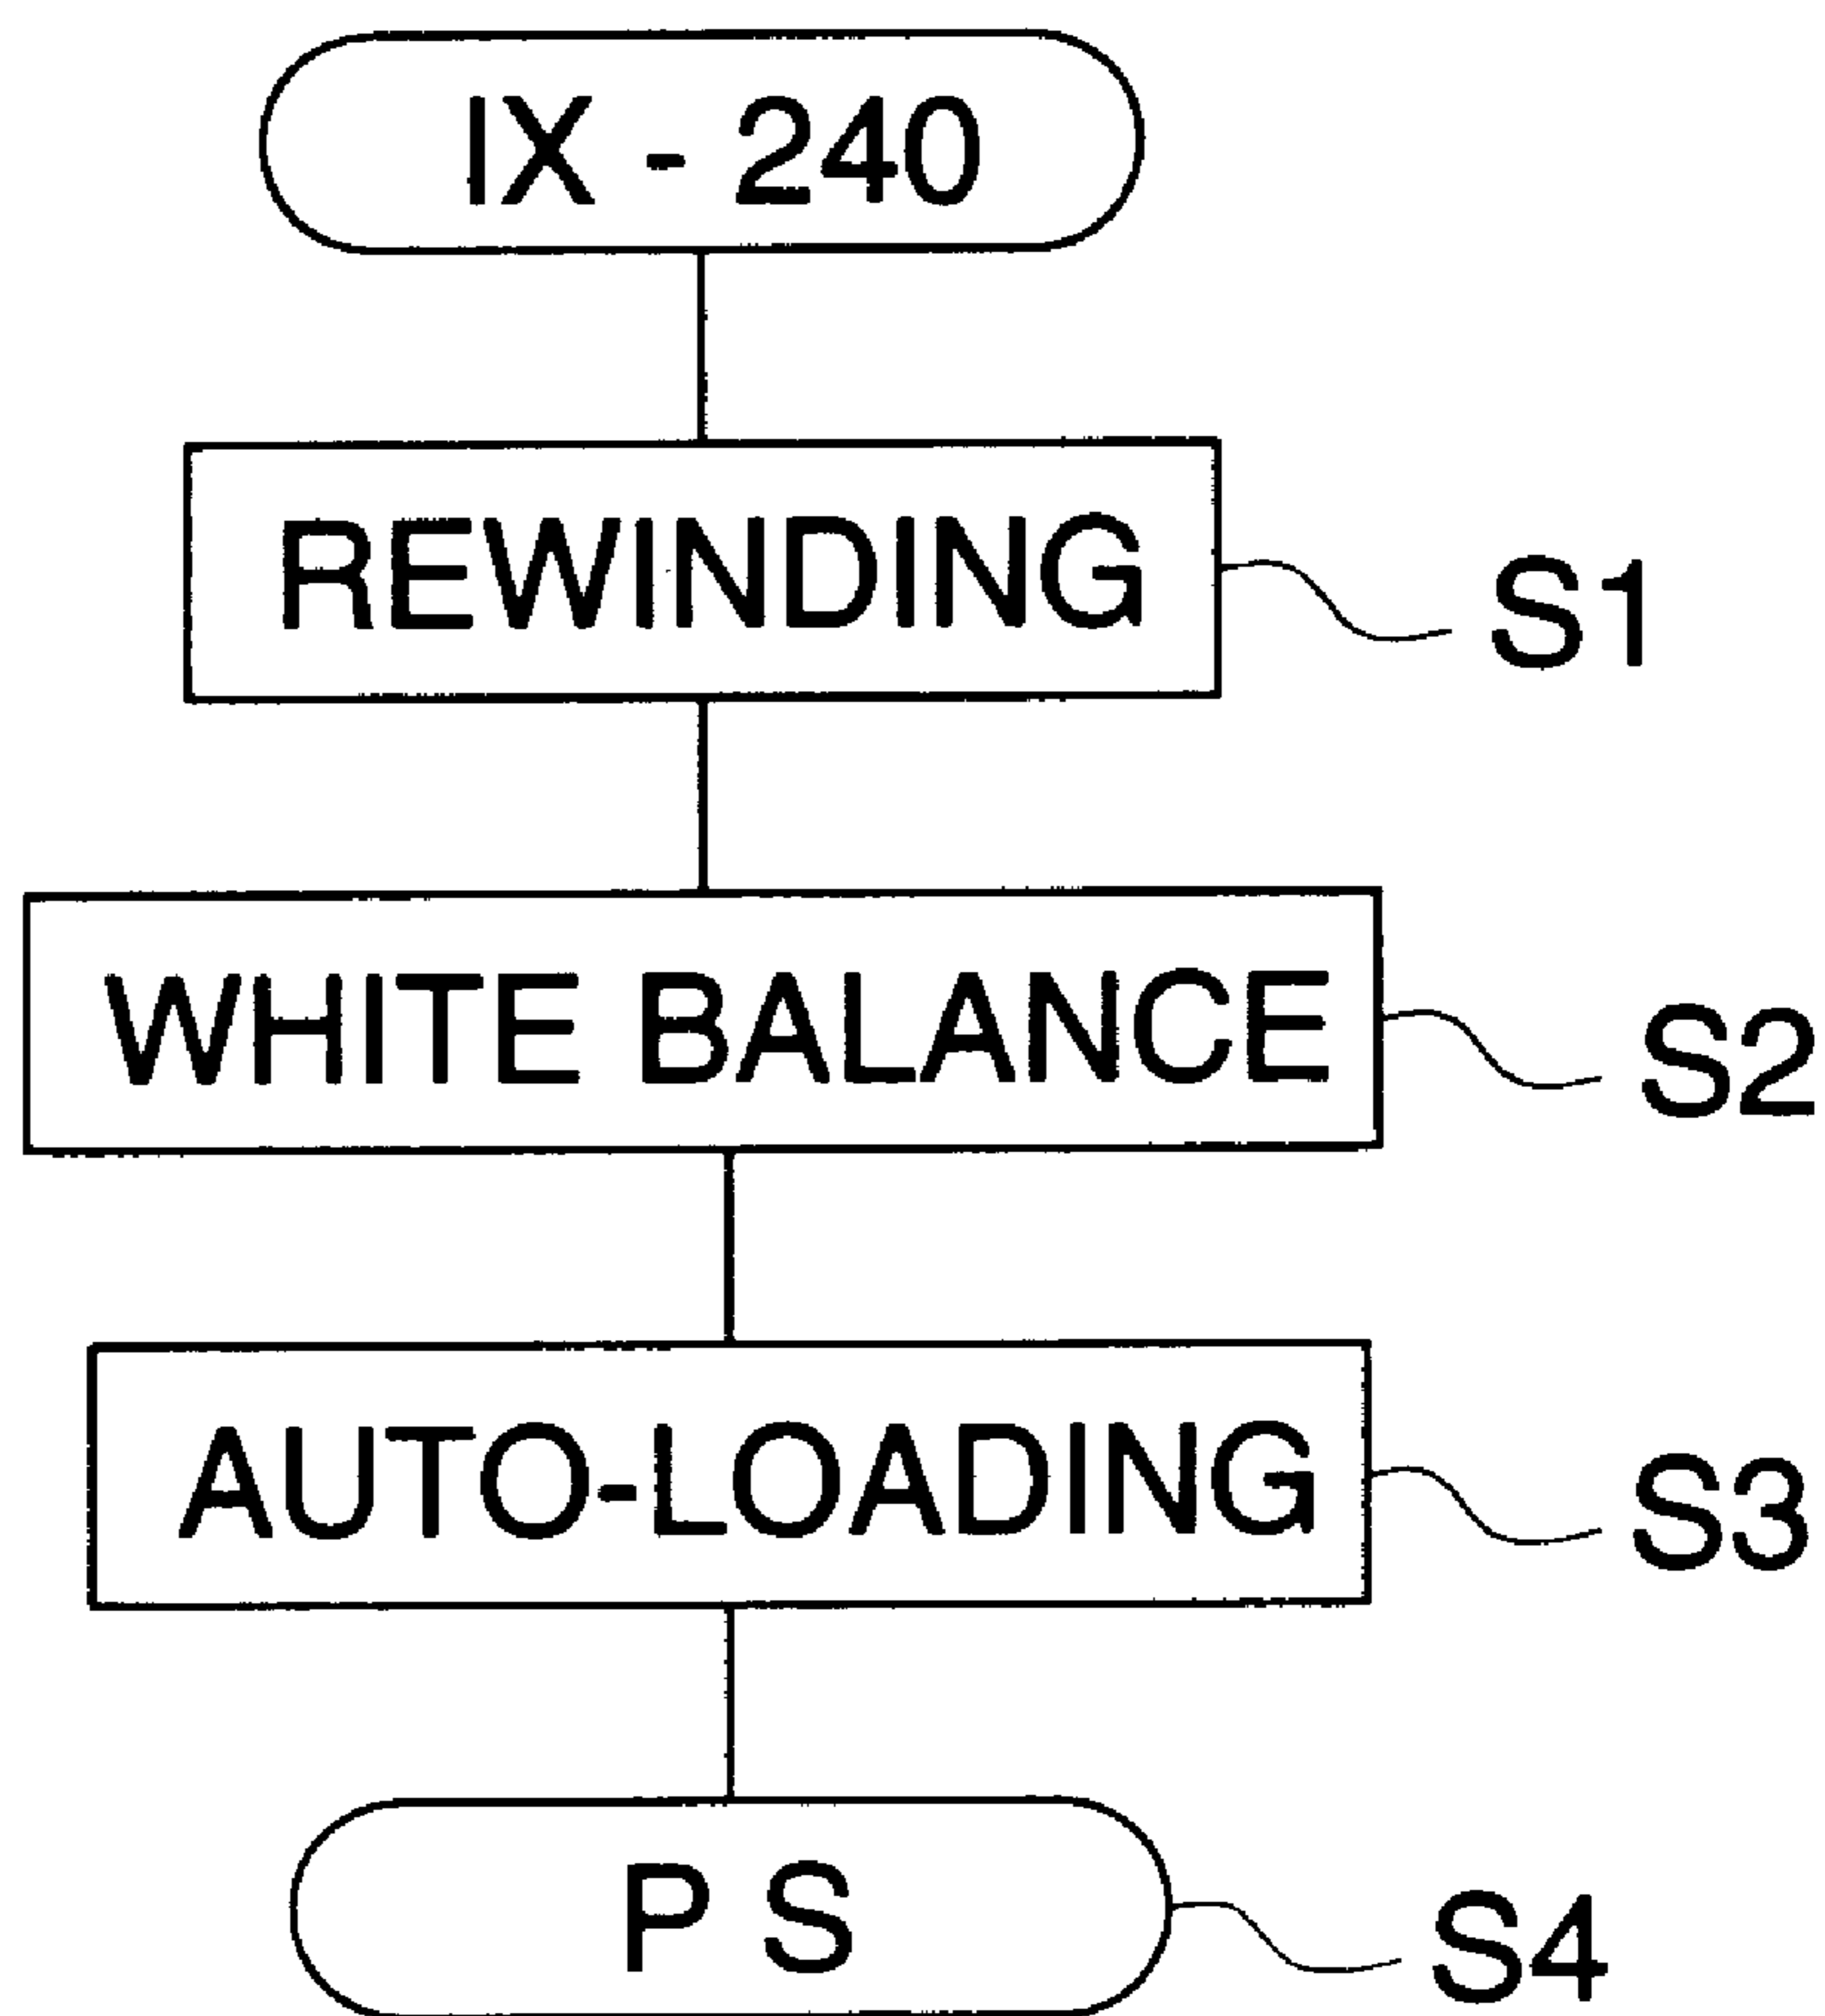 IX - 240
REWINDING
S1
WHITE BALANCE
S2
AUTO-LOADING
S3
P S
S4